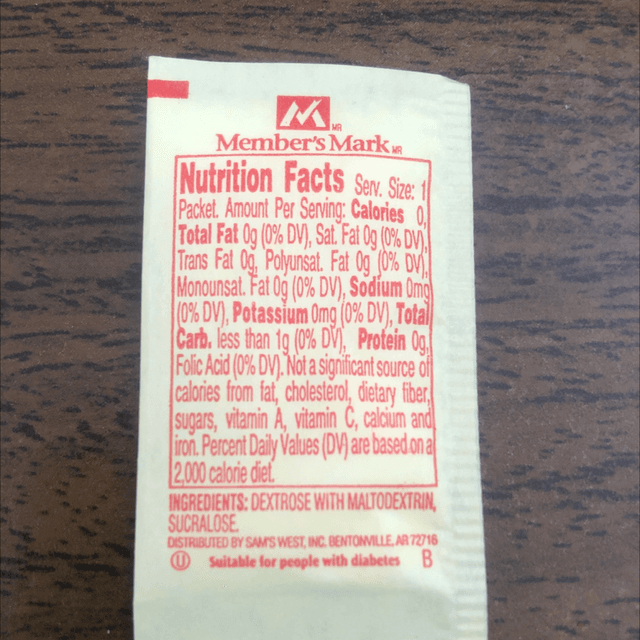 MR
Member's Mark MR
Nutrition Facts Serv. Size: 1
Packet. Amount Per Serving: Calories 0,
Total Fat 0g (0% DV), Sat. Fat 0g (0% DV),
Trans Fat 0g, Polyunsat. Fat 0g (0% DV),
Monounsat. Fat 0g (0% DV), Sodium 0mg
(0% DV), Potassium 0mg (0% DV), Total
Carb. less than 1g (0% DV), Protein 0g,
Folic Acid (0% DV). Not a significant source of
calories from fat, cholesterol, dietary fiber,
sugars, vitamin A, vitamin C, calcium and
iron. Percent Daily Values (DV) are based on a
2,000 calorie diet.
INGREDIENTS: DEXTROSE WITH MALTODEXTRIN,
SUCRALOSE.
DISTRIBUTED BY SAM'S WEST, INC. BENTONVILLE, AR 72716
U Suitable for people with diabetes B